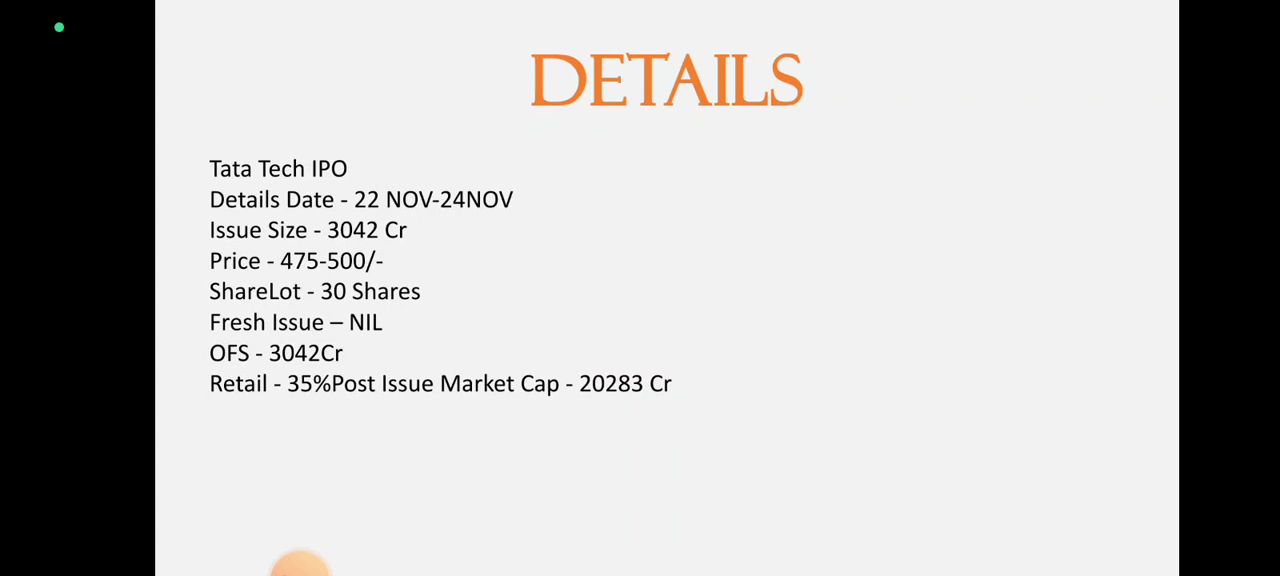 DETAILS
Tata Tech IPO
Details Date - 22 NOV-24NOV
Issue Size - 3042 Cr
Price - 475-500/-
ShareLot - 30 Shares
Fresh Issue – NIL
OFS - 3042Cr
Retail - 35%Post Issue Market Cap - 20283 Cr